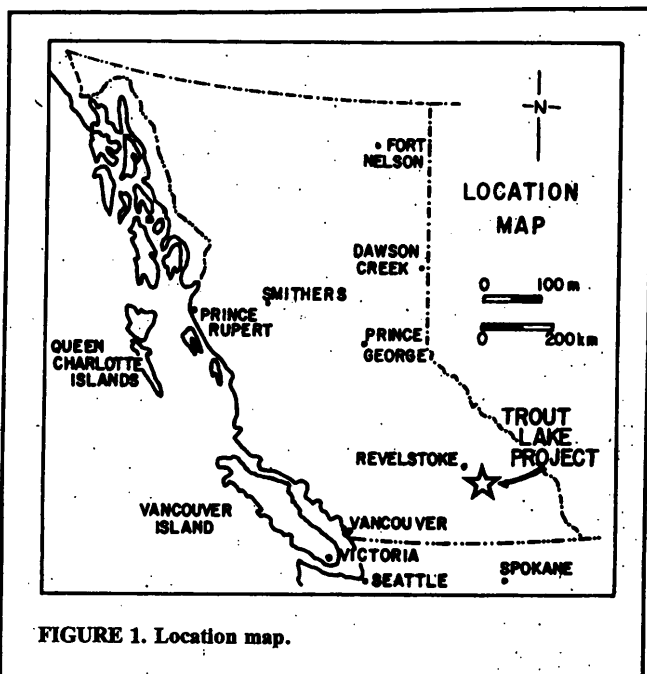 N
FORT
NELSON
LOCATION
MAP
DAWSON
CREEK
0 100 m
SMITHERS
PRINCE
RUPERT
0 200 km
PRINCE
GEORGE
QUEEN
CHARLOTTE
ISLANDS
TROUT
LAKE
PROJECT
REVELSTOKE
VANCOUVER
ISLAND
VANCOUVER
VICTORIA
SEATTLE
SPOKANE
FIGURE 1. Location map.